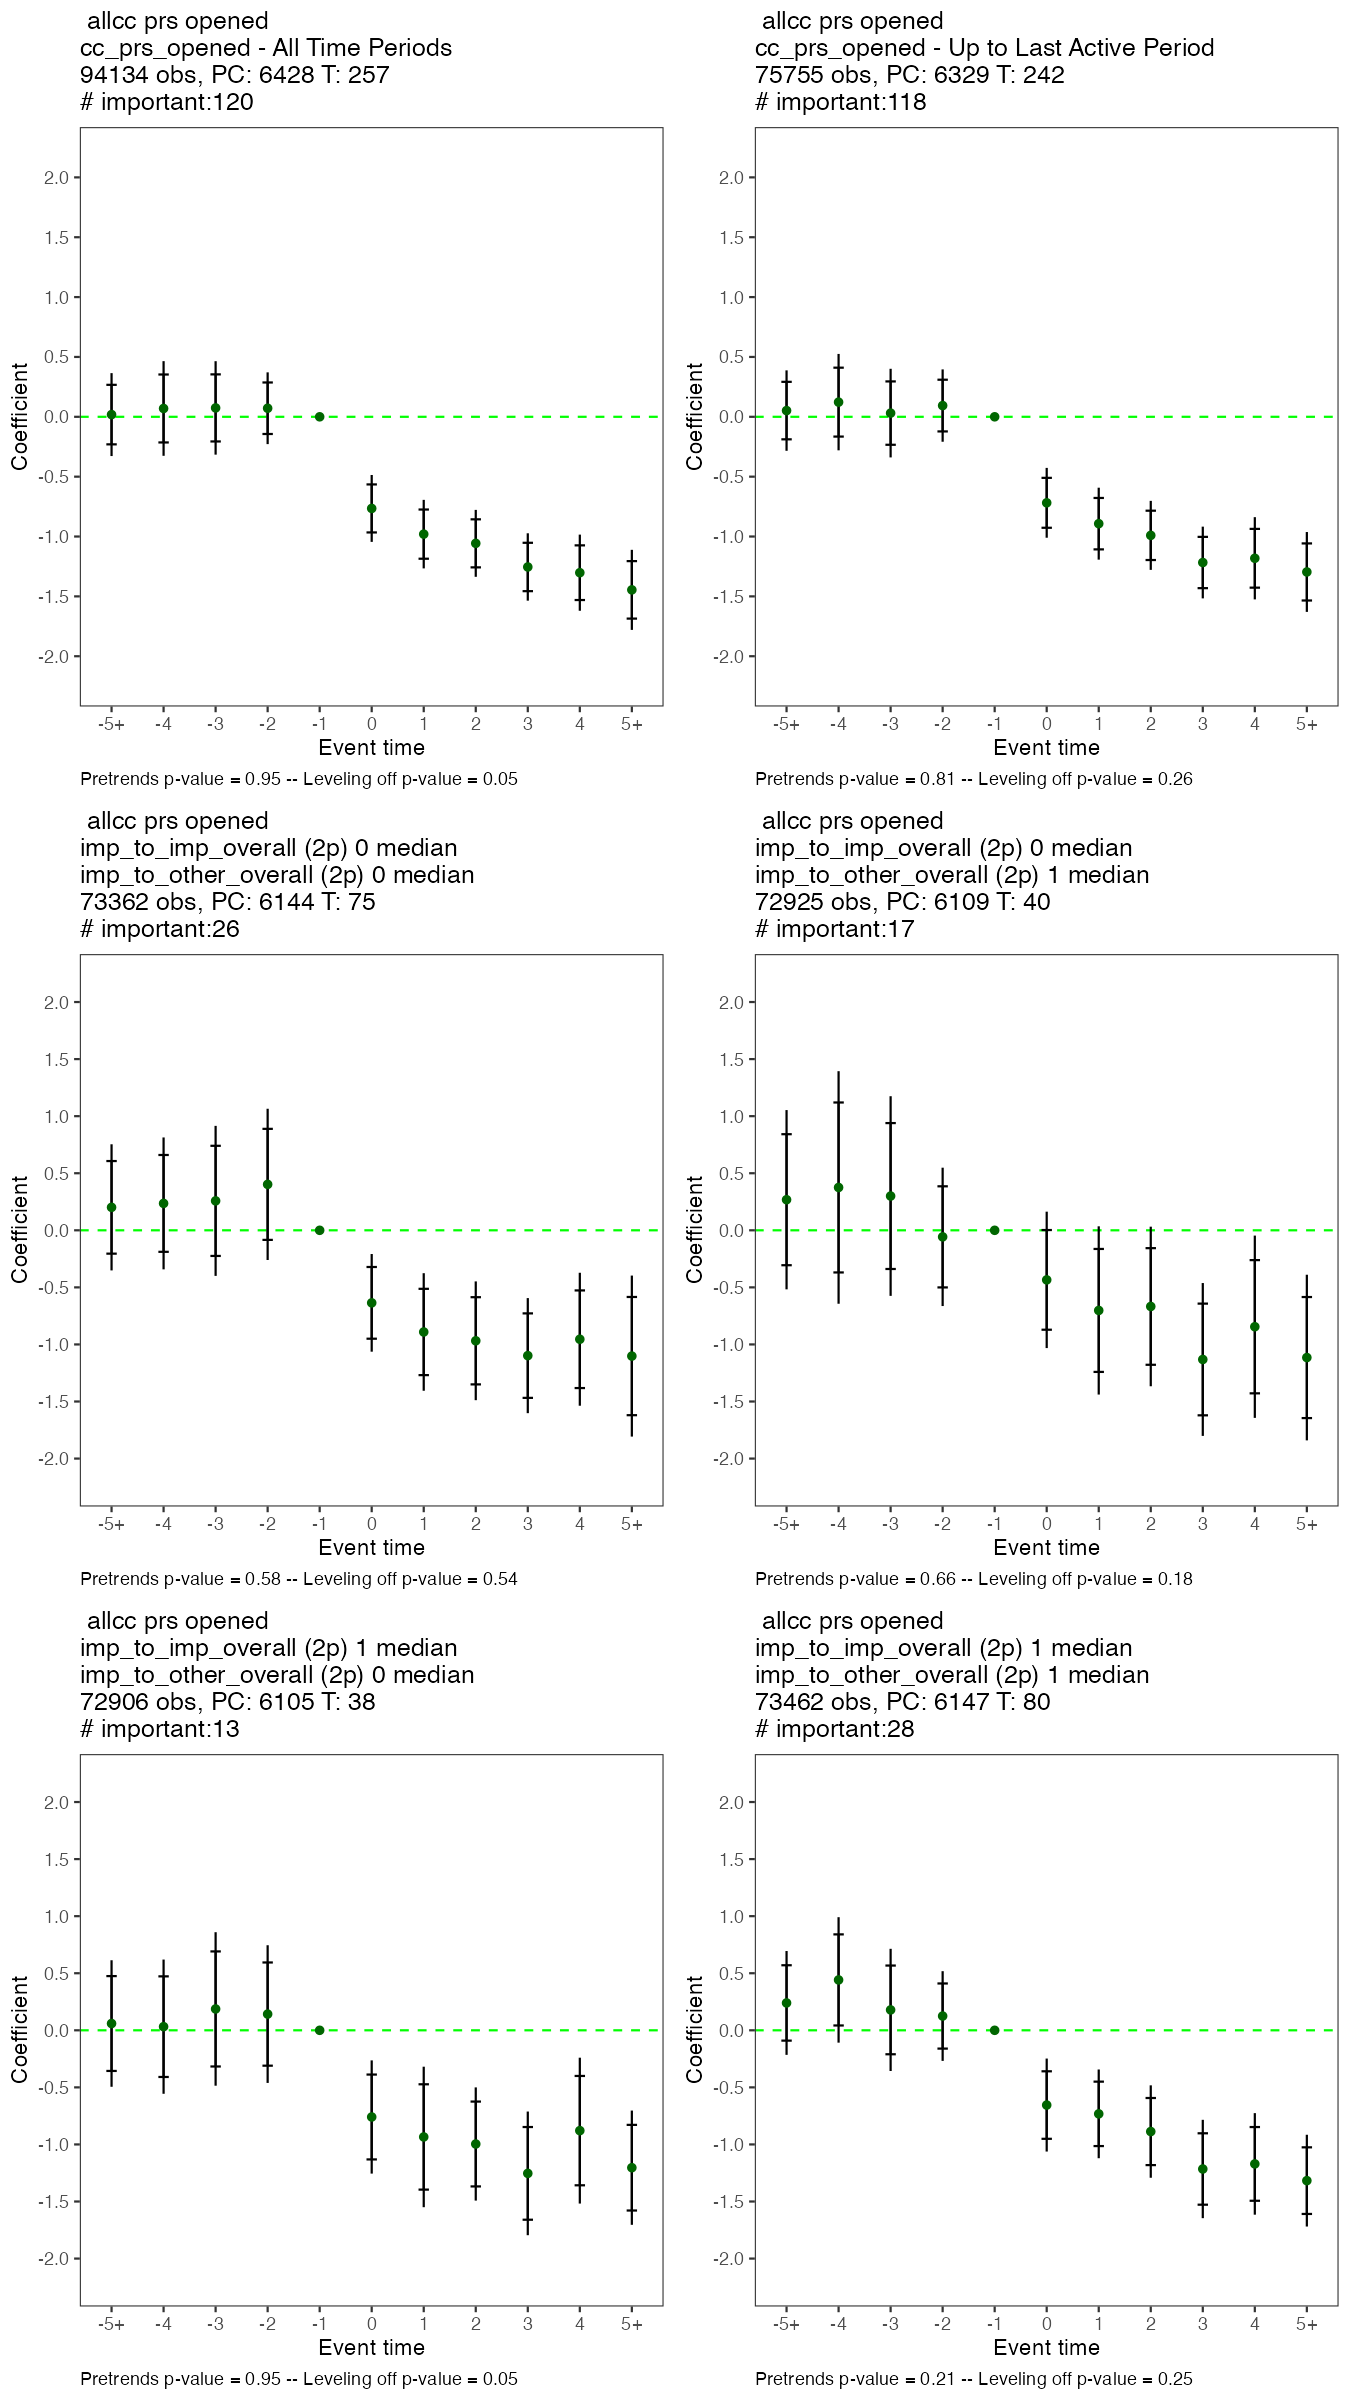 allcc prs opened
cc_prs_opened - All Time Periods
94134 obs, PC: 6428 T: 257
# important:120
2.0
1.5
1.0
0.5
0.0
-0.5
-1.0
-1.5
-2.0
Coefficient
-5+ -4 -3 -2 -1 0 1 2 3 4 5+
Event time
Pretrends p-value = 0.95 -- Leveling off p-value = 0.05
allcc prs opened
cc_prs_opened - Up to Last Active Period
75755 obs, PC: 6329 T: 242
# important:118
2.0
1.5
1.0
0.5
0.0
-0.5
-1.0
-1.5
-2.0
Coefficient
-5+ -4 -3 -2 -1 0 1 2 3 4 5+
Event time
Pretrends p-value = 0.81 -- Leveling off p-value = 0.26
allcc prs opened
imp_to_imp_overall (2p) 0 median
imp_to_other_overall (2p) 0 median
73362 obs, PC: 6144 T: 75
# important:26
2.0
1.5
1.0
0.5
0.0
-0.5
-1.0
-1.5
-2.0
Coefficient
-5+ -4 -3 -2 -1 0 1 2 3 4 5+
Event time
Pretrends p-value = 0.58 -- Leveling off p-value = 0.54
allcc prs opened
imp_to_imp_overall (2p) 0 median
imp_to_other_overall (2p) 1 median
72925 obs, PC: 6109 T: 40
# important:17
2.0
1.5
1.0
0.5
0.0
-0.5
-1.0
-1.5
-2.0
Coefficient
-5+ -4 -3 -2 -1 0 1 2 3 4 5+
Event time
Pretrends p-value = 0.66 -- Leveling off p-value = 0.18
allcc prs opened
imp_to_imp_overall (2p) 1 median
imp_to_other_overall (2p) 0 median
72906 obs, PC: 6105 T: 38
# important:13
2.0
1.5
1.0
0.5
0.0
-0.5
-1.0
-1.5
-2.0
Coefficient
-5+ -4 -3 -2 -1 0 1 2 3 4 5+
Event time
Pretrends p-value = 0.95 -- Leveling off p-value = 0.05
allcc prs opened
imp_to_imp_overall (2p) 1 median
imp_to_other_overall (2p) 1 median
73462 obs, PC: 6147 T: 80
# important:28
2.0
1.5
1.0
0.5
0.0
-0.5
-1.0
-1.5
-2.0
Coefficient
-5+ -4 -3 -2 -1 0 1 2 3 4 5+
Event time
Pretrends p-value = 0.21 -- Leveling off p-value = 0.25